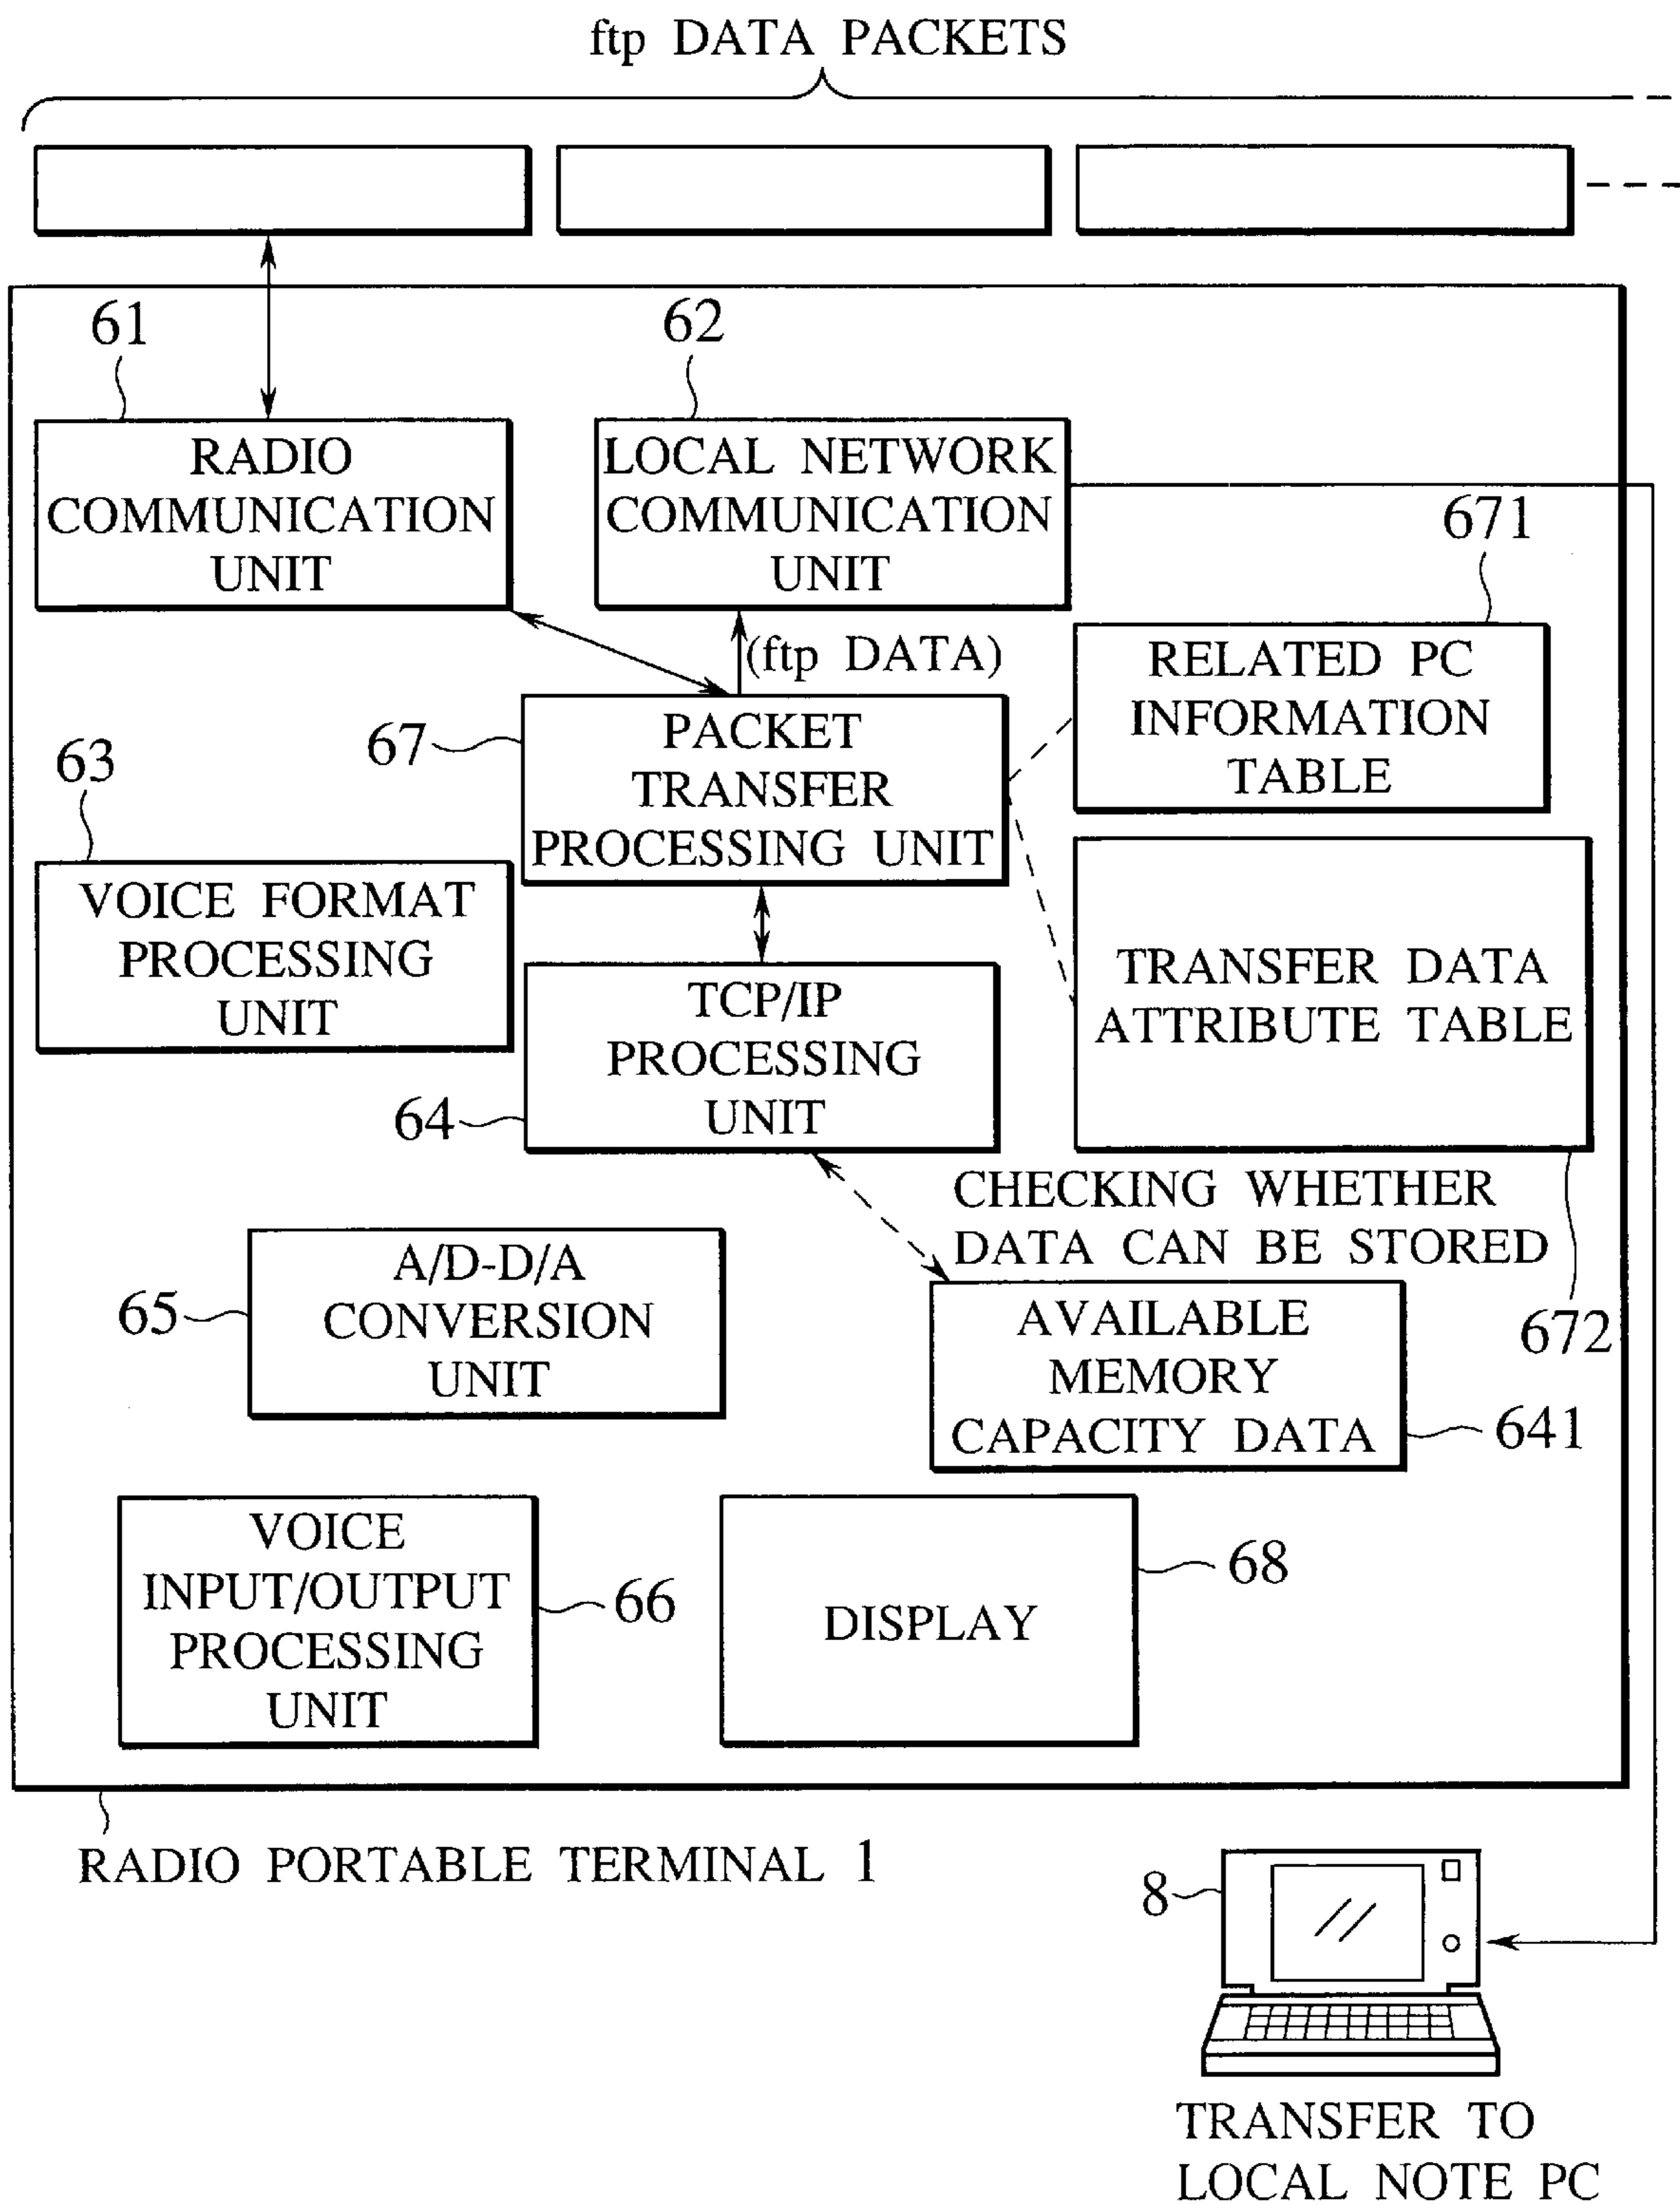 ftp DATA PACKETS
61
62
RADIO
COMMUNICATION
UNIT
LOCAL NETWORK
COMMUNICATION
UNIT
671
(ftp DATA)
RELATED PC
INFORMATION
TABLE
67
PACKET
TRANSFER
PROCESSING UNIT
63
VOICE FORMAT
PROCESSING
UNIT
TRANSFER DATA
ATTRIBUTE TABLE
TCP/IP
PROCESSING
UNIT
64
CHECKING WHETHER
DATA CAN BE STORED
672
A/D-D/A
CONVERSION
UNIT
65
AVAILABLE
MEMORY
CAPACITY DATA
641
VOICE
INPUT/OUTPUT
PROCESSING
UNIT
66
DISPLAY
68
RADIO PORTABLE TERMINAL 1
8
TRANSFER TO
LOCAL NOTE PC